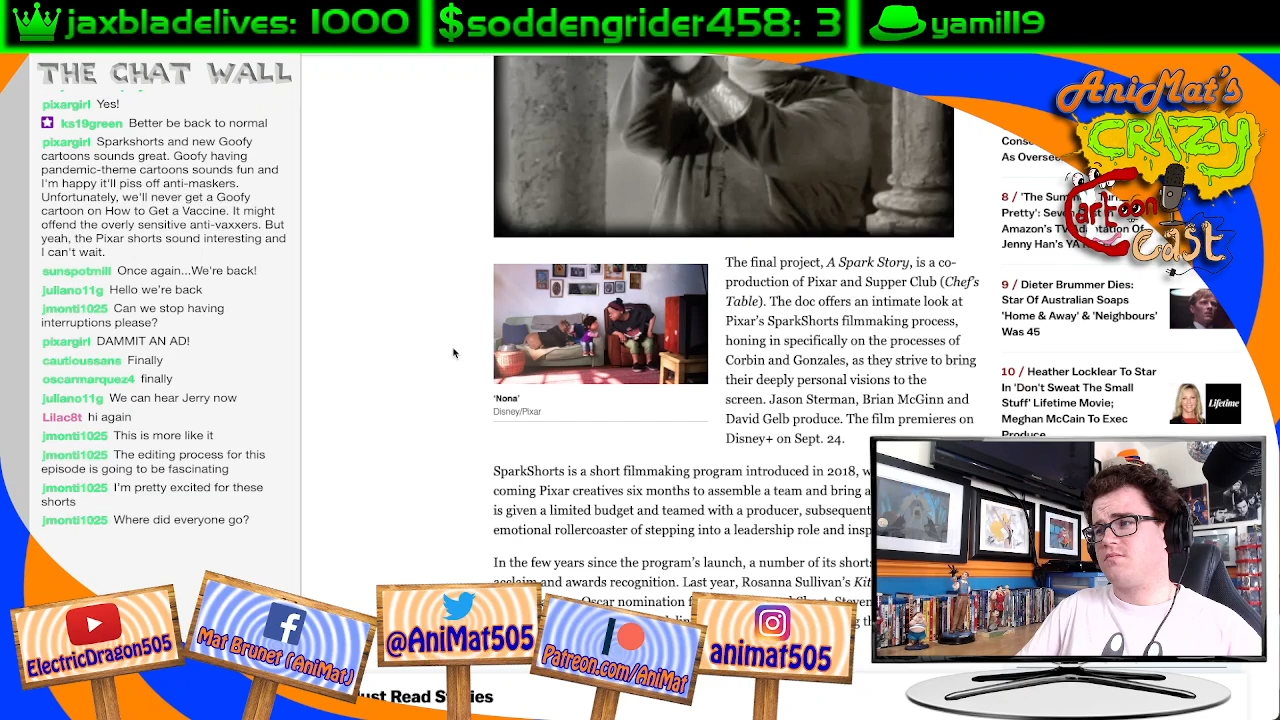 jaxbladelives: 1000
$soddengrider458: 3
yamill9
THE CHAT WALL
pixargirl Yes!
ks19green Better be back to normal
pixargirl Sparkshorts and new Goofy
cartoons sounds great. Goofy having
pandemic-theme cartoons sounds fun and
I'm happy it'll piss off anti-maskers.
Unfortunately, we'll never get a Goofy
cartoon on How to Get a Vaccine. It might
offend the overly sensitive anti-vaxxers. But
yeah, the Pixar shorts sound interesting and
I can't wait.
sunspotmill Once again...We're back!
juliano11g Hello we're back
jmonti1025 Can we stop having
interruptions please?
pixargirl DAMMIT AN AD!
cautioussans Finally
oscarmarquez4 finally
juliano11g We can hear Jerry now
Lilac8t hi again
jmonti1025 This is more like it
jmonti1025 The editing process for this
episode is going to be fascinating
jmonti1025 I'm pretty excited for these
shorts
jmonti1025 Where did everyone go?
'Nona'
Disney/Pixar
The final project, A Spark Story, is a co-
production of Pixar and Supper Club (Chef's
Table). The doc offers an intimate look at
Pixar's SparkShorts filmmaking process,
honing in specifically on the processes of
Corbin and Gonzales, as they strive to bring
their deeply personal visions to the
screen. Jason Sterman, Brian McGinn and
David Gelb produce. The film premieres on
Disney+ on Sept. 24.
SparkShorts is a short filmmaking program introduced in 2018,
coming Pixar creatives six months to assemble a team and bring
is given a limited budget and teamed with a producer,
emotional rollercoaster of stepping into a leadership role and
In the few years since the program's launch, a number of its
acclaim and awards recognition. Last year, Rosanna Sullivan's
Oscar nomination
Read
AniMat's
CRAZY
Cartoon
Cast
As
8 / 'The
Pretty':
Amazon's TV Of
Jenny Han's
9 / Dieter Brummer Dies:
Star Of Australian Soaps
'Home & Away' & 'Neighbours'
Was 45
10 / Heather Locklear To Star
In 'Don't Sweat The Small
Stuff' Lifetime Movie;
Meghan McCain To Exec
Produce
Lifetime
ElectricDragon505
Mat Brunet (AniMat)
@AniMat505
Patreon.com/AniMat
animat505